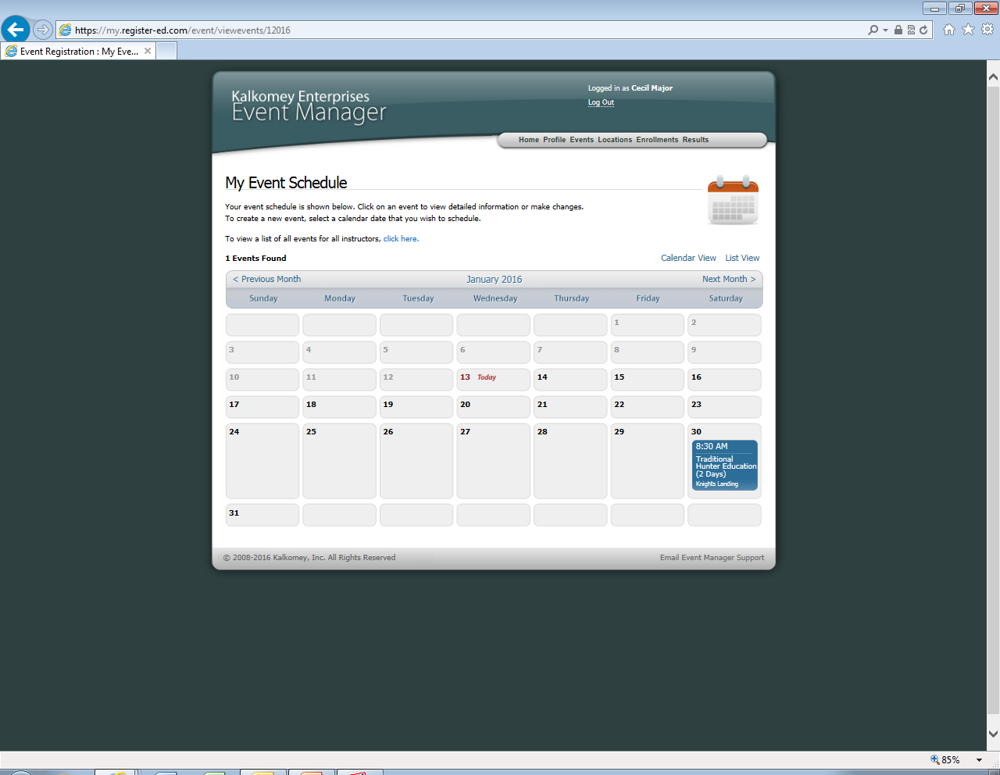 https://my.register-ed.com/event/viewevents/12016
Event Registration : My Eve...
Kalkomey Enterprises
Event Manager
Logged in as Cecil Major
Log Out
Home Profile Events Locations Enrollments Results
My Event Schedule
Your event schedule is shown below. Click on an event to view detailed information or make changes.
To create a new event, select a calendar date that you wish to schedule.
To view a list of all events for all instructors, click here.
1 Events Found
Calendar View List View
< Previous Month January 2016 Next Month >
Sunday Monday Tuesday Wednesday Thursday Friday Saturday
1 2
3 4 5 6 7 8 9
10 11 12 13 Today 14 15 16
17 18 19 20 21 22 23
24 25 26 27 28 29 30
8:30 AM
Traditional
Hunter Education
(2 Days)
Knights Landing
31
© 2008-2016 Kalkomey, Inc. All Rights Reserved
Email Event Manager Support
85%